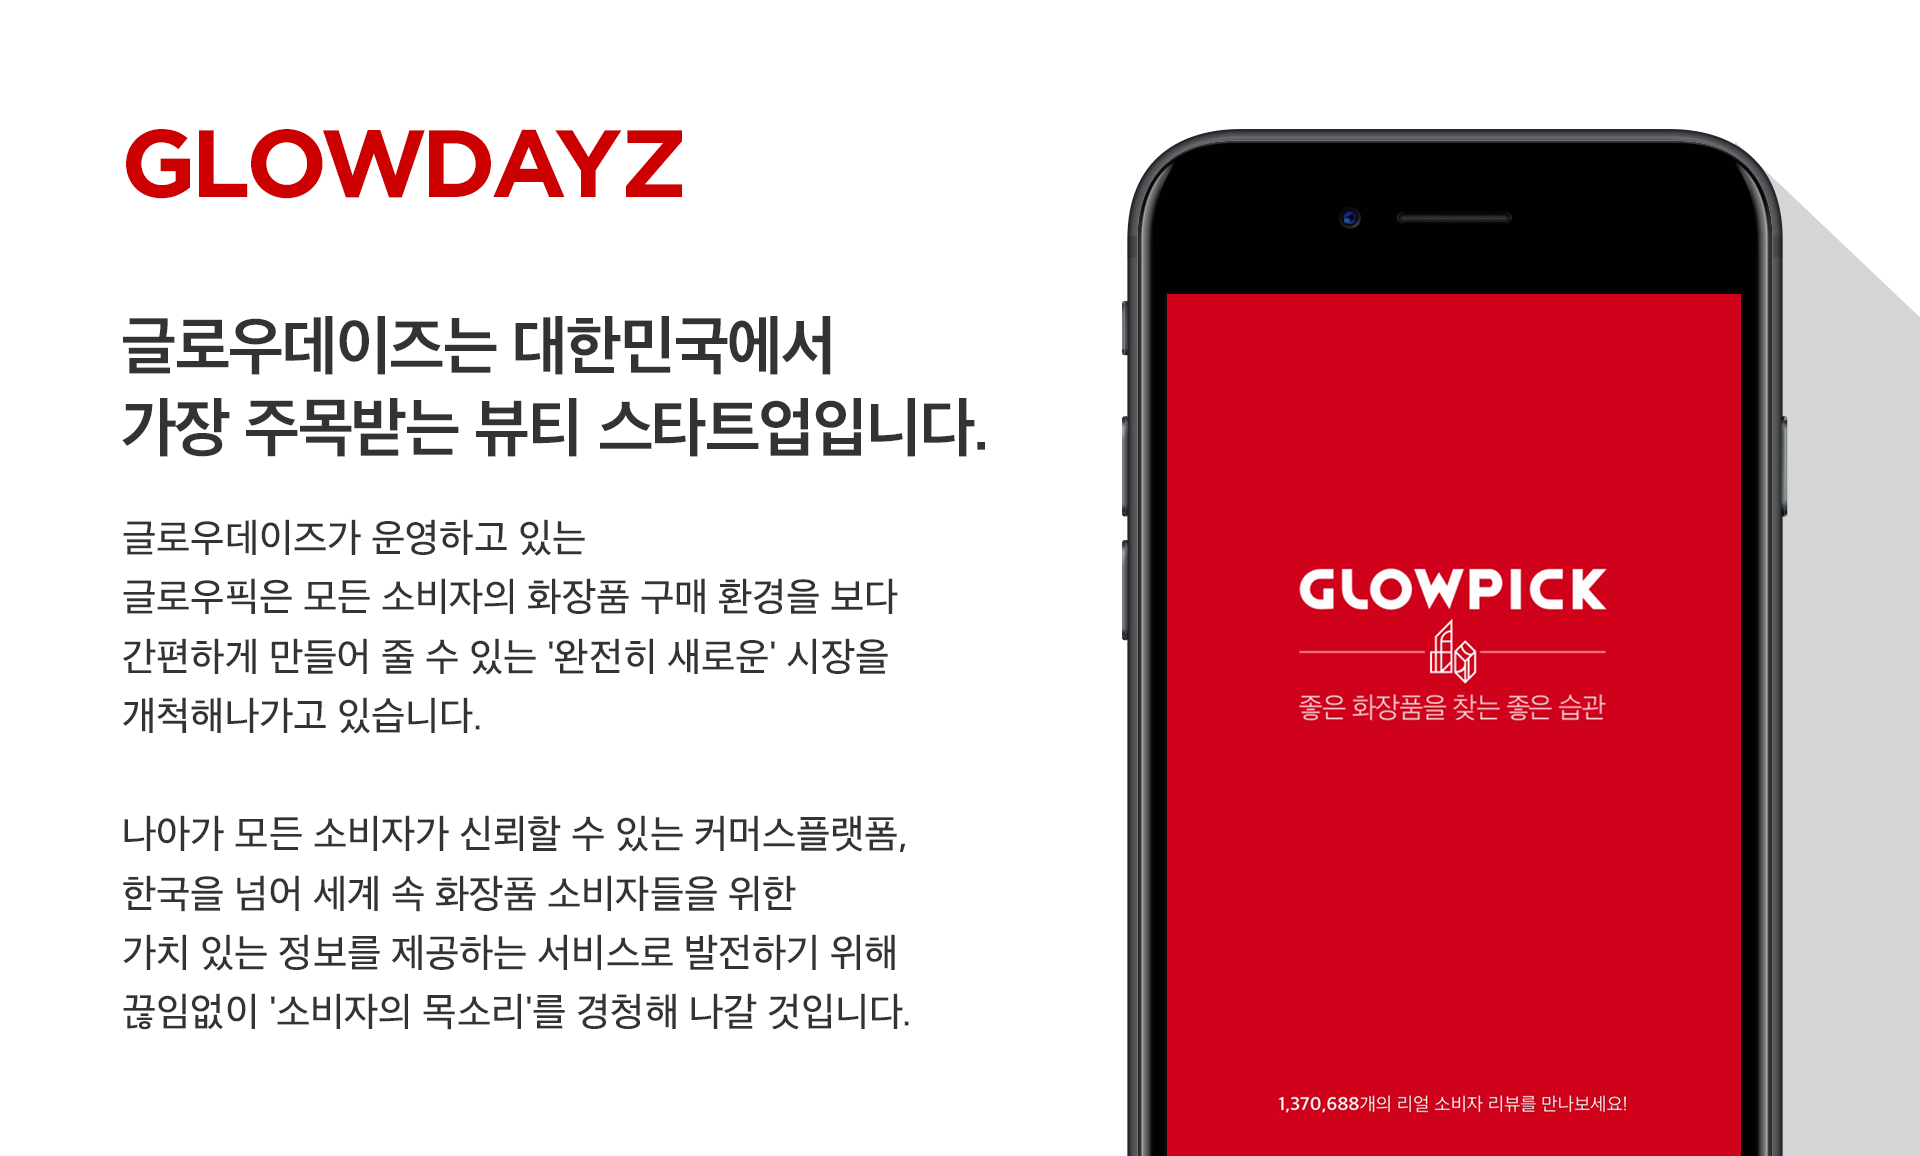 GLOWDAYZ
글로우데이즈는 대한민국에서
가장 주목받는 뷰티 스타트업입니다.
글로우데이즈가 운영하고 있는
글로우픽은 모든 소비자의 화장품 구매 환경을 보다
간편하게 만들어 줄 수 있는 '완전히 새로운' 시장을
개척해나가고 있습니다.
나아가 모든 소비자가 신뢰할 수 있는 커머스플랫폼,
한국을 넘어 세계 속 화장품 소비자들을 위한
가치 있는 정보를 제공하는 서비스로 발전하기 위해
끊임없이 '소비자의 목소리'를 경청해 나갈 것입니다.
GLOWPICK
좋은 화장품을 찾는 좋은 습관
1,370,688개의 리얼 소비자 리뷰를 만나보세요!